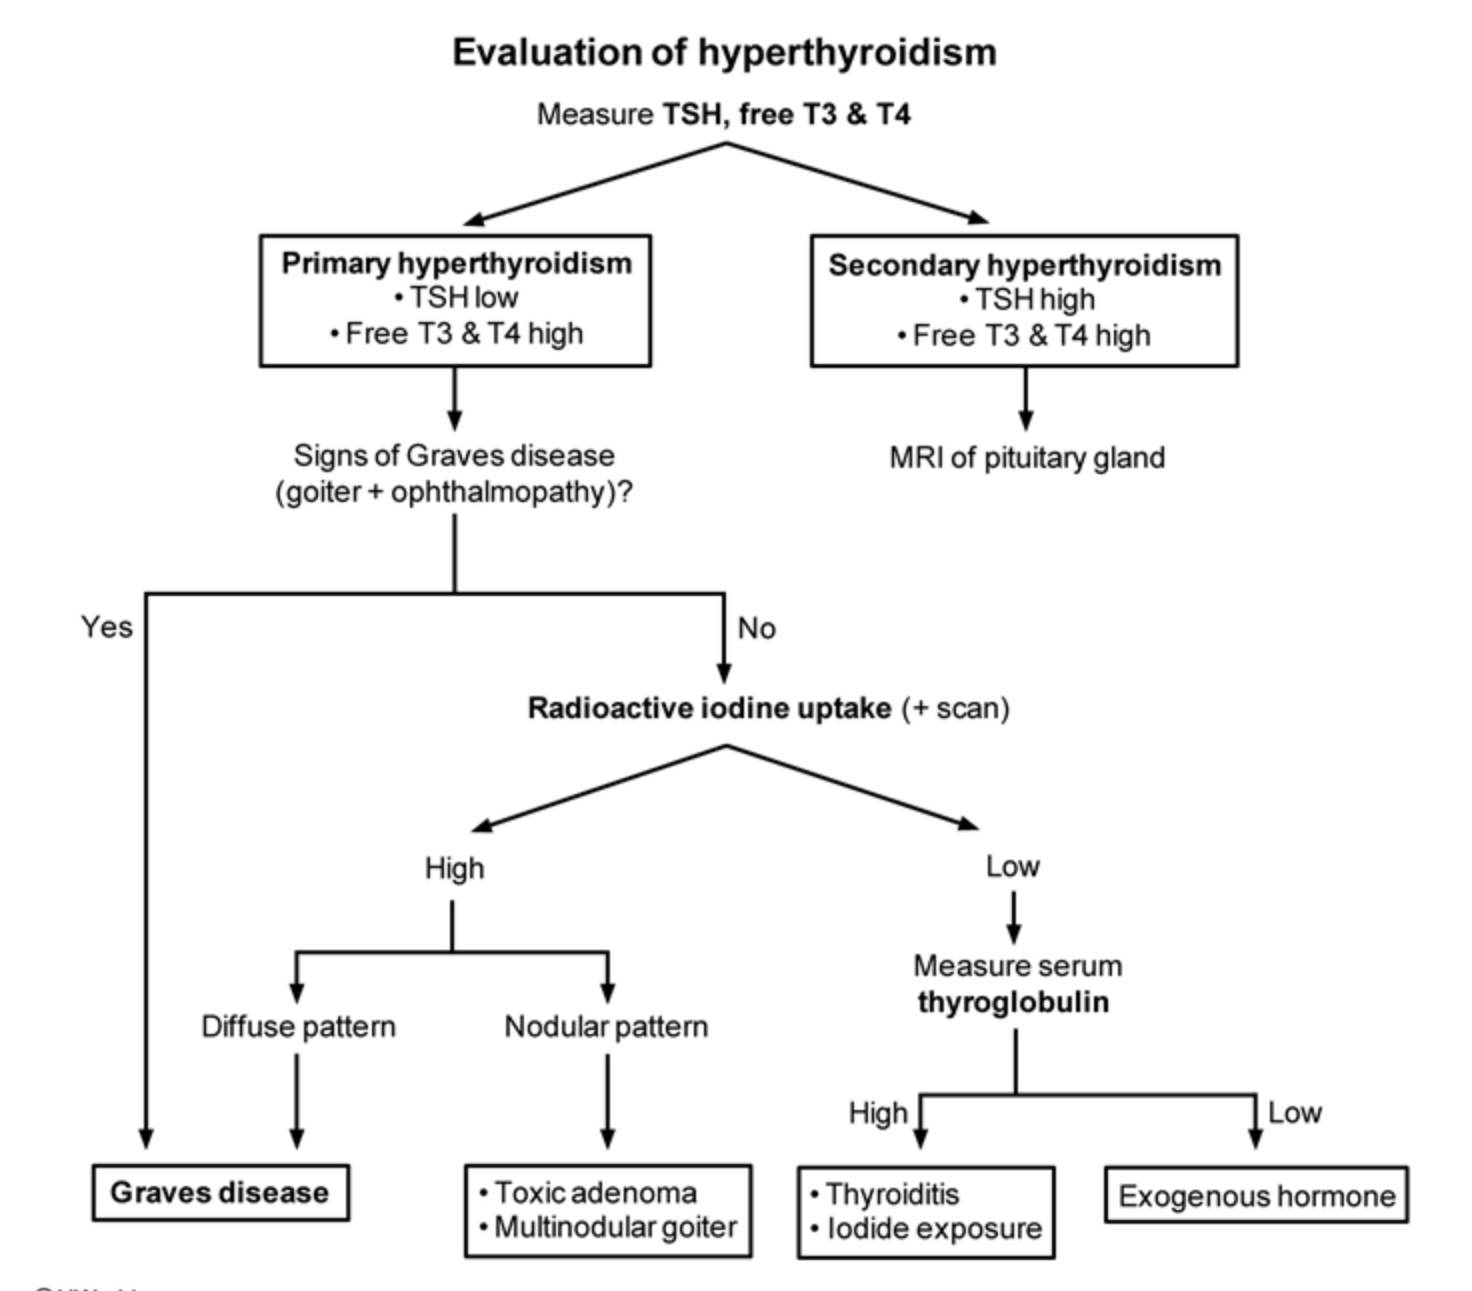 Evaluation of hyperthyroidism
Measure TSH, free T3 & T4
Primary hyperthyroidism
• TSH low
• Free T3 & T4 high
Secondary hyperthyroidism
• TSH high
• Free T3 & T4 high
Signs of Graves disease
(goiter + ophthalmopathy)?
MRI of pituitary gland
Yes
No
Radioactive iodine uptake (+ scan)
High
Low
Measure serum
thyroglobulin
Diffuse pattern
Nodular pattern
High
Low
Graves disease
• Toxic adenoma
• Multinodular goiter
• Thyroiditis
• Iodide exposure
Exogenous hormone